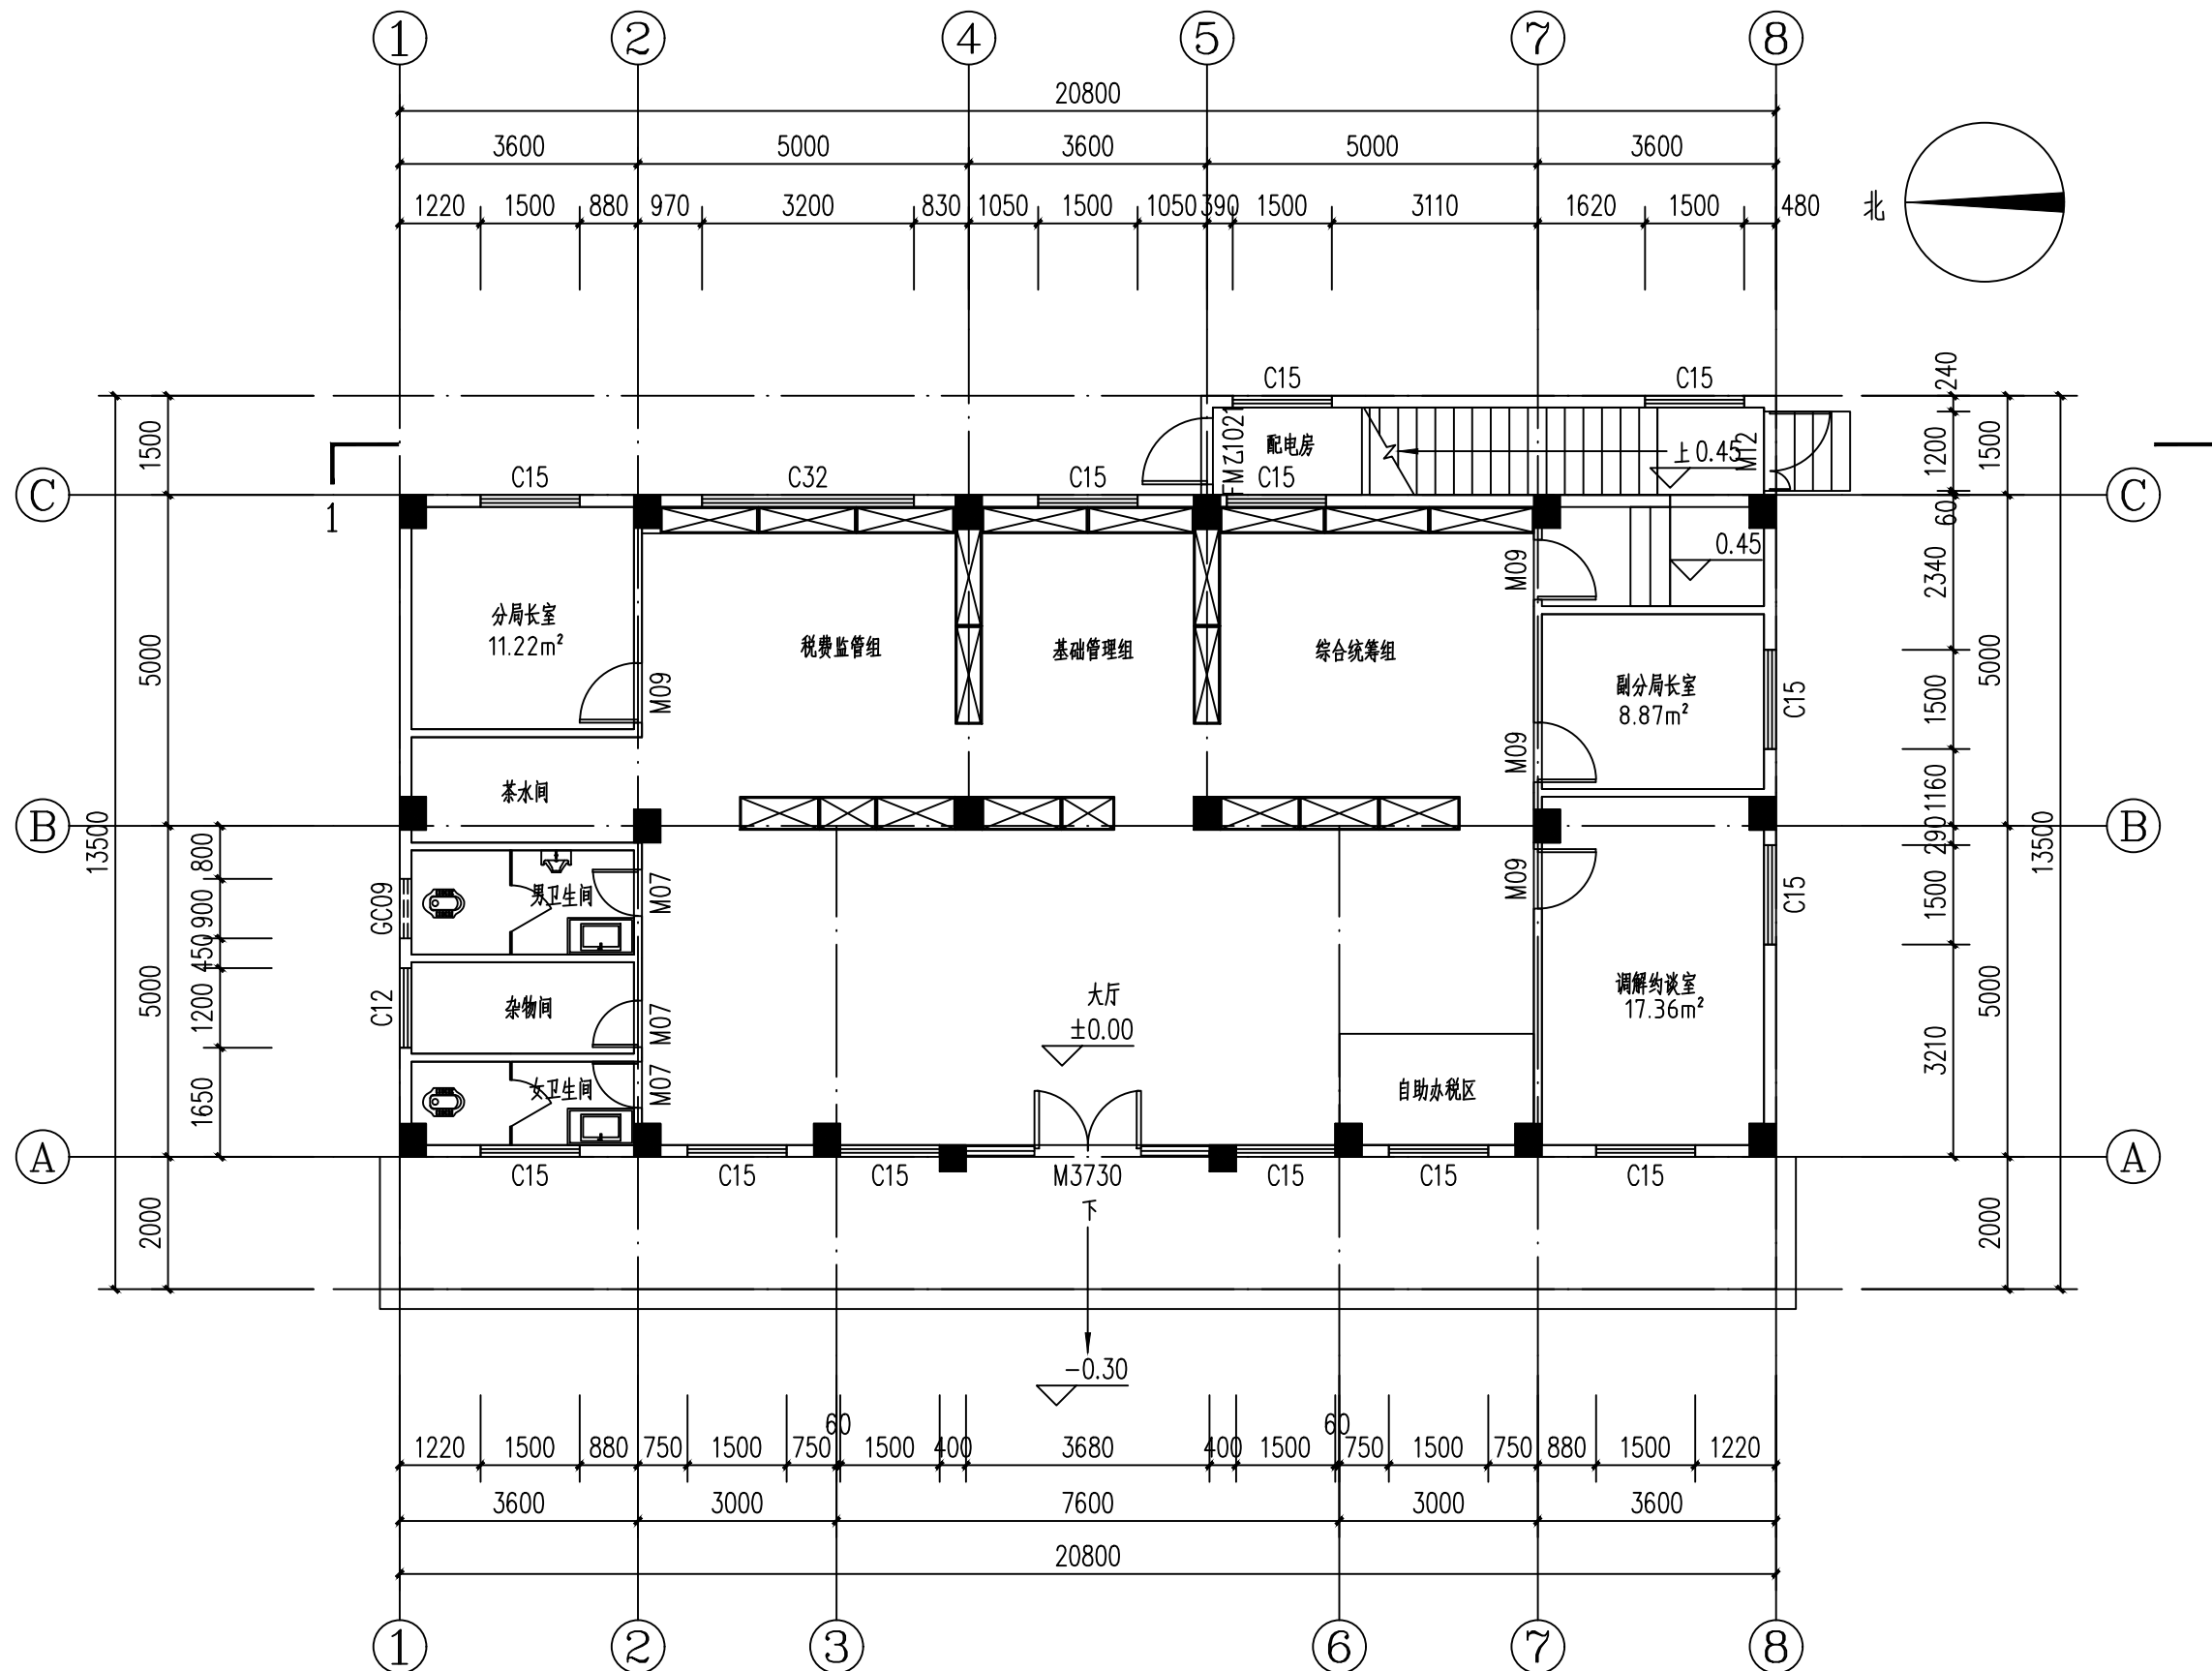 1 2 4 5 7 8
20800
3600 5000 3600 5000 3600
1220 1500 880 970 3200 830 1050 1500 1050 390 1500 3110 1620 1500 480
北
C15 C15
240
1500
1200
1500
FMZ1021
配电房
上 0.45
M12
C15 C32 C15 C15
C C
1
60
0.45
M09
2340
分局长室
11.22m²
税费监管组
基础管理组
综合统筹组
5000
5000
副分局长室
8.87m²
M09
M09
C15
1500
茶水间
1160
B B
13500
13500
800
290
男卫生间
GC09
900
M07
M09
C15
1500
450
杂物间
C12
1200
M07
大厅
±0.00
调解约谈室
17.36m²
5000
5000
3210
女卫生间
M07
1650
自助办税区
A A
C15 C15 C15 M3730 C15 C15 C15
下
2000
2000
-0.30
60 60
1220 1500 880 750 1500 750 1500 400 3680 400 1500 750 1500 750 880 1500 1220
3600 3000 7600 3000 3600
20800
1 2 3 6 7 8